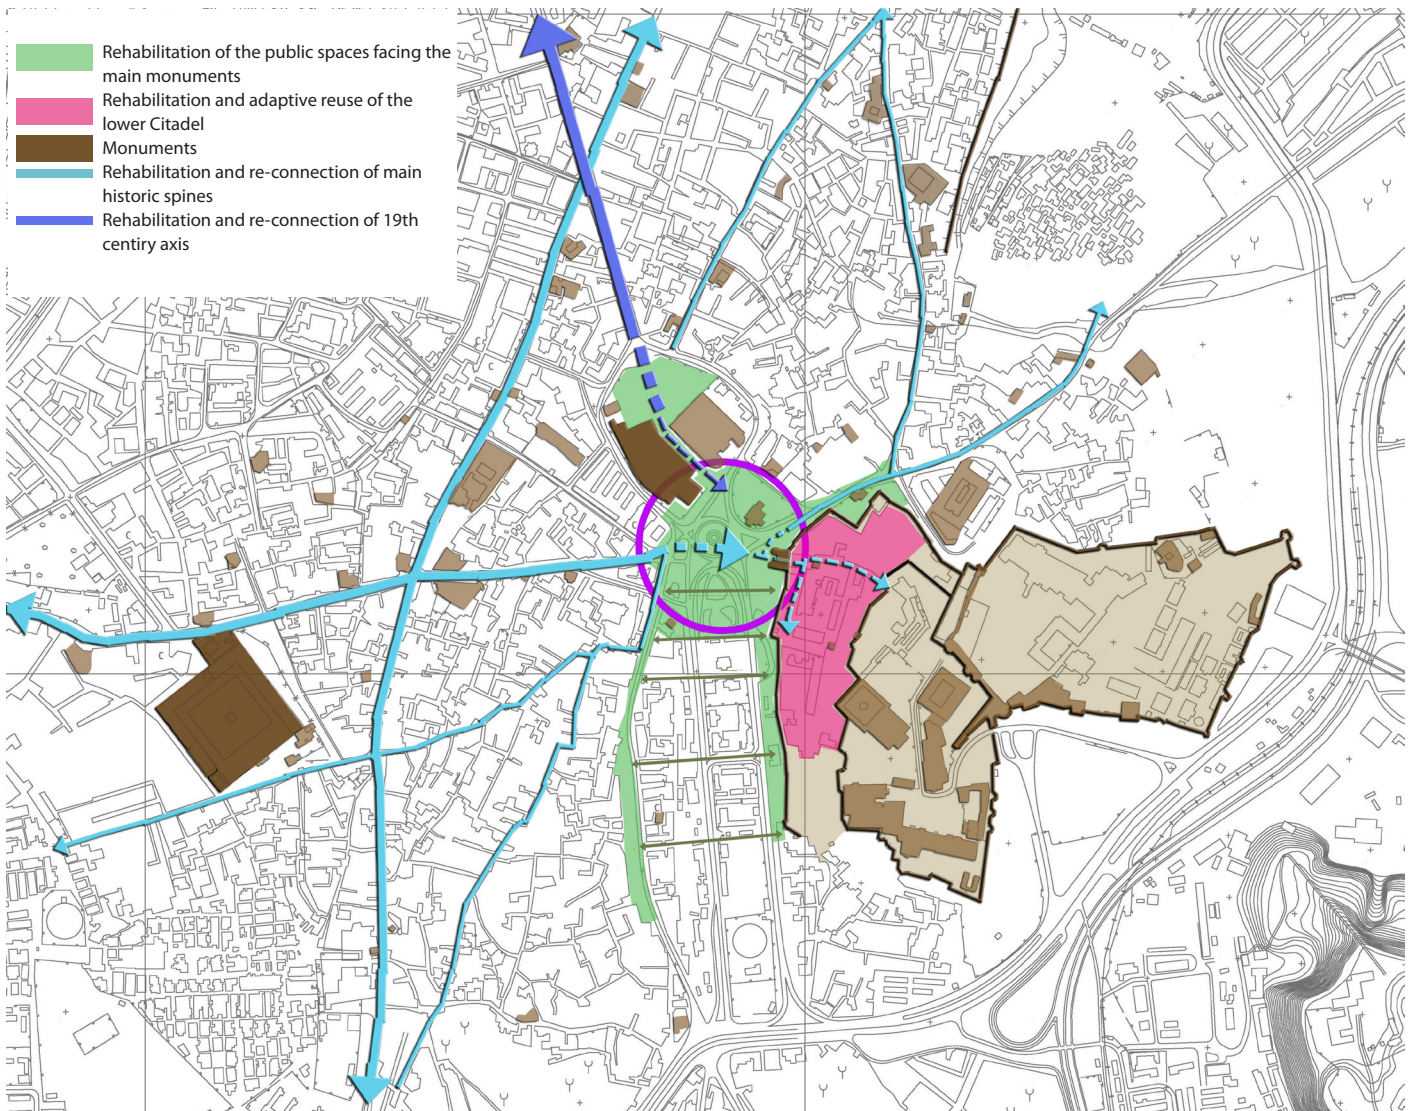 Rehabilitation of the public spaces facing the
main monuments
Rehabilitation and adaptive reuse of the
lower Citadel
Monuments
Rehabilitation and re-connection of main
historic spines
Rehabilitation and re-connection of 19th
centiry axis